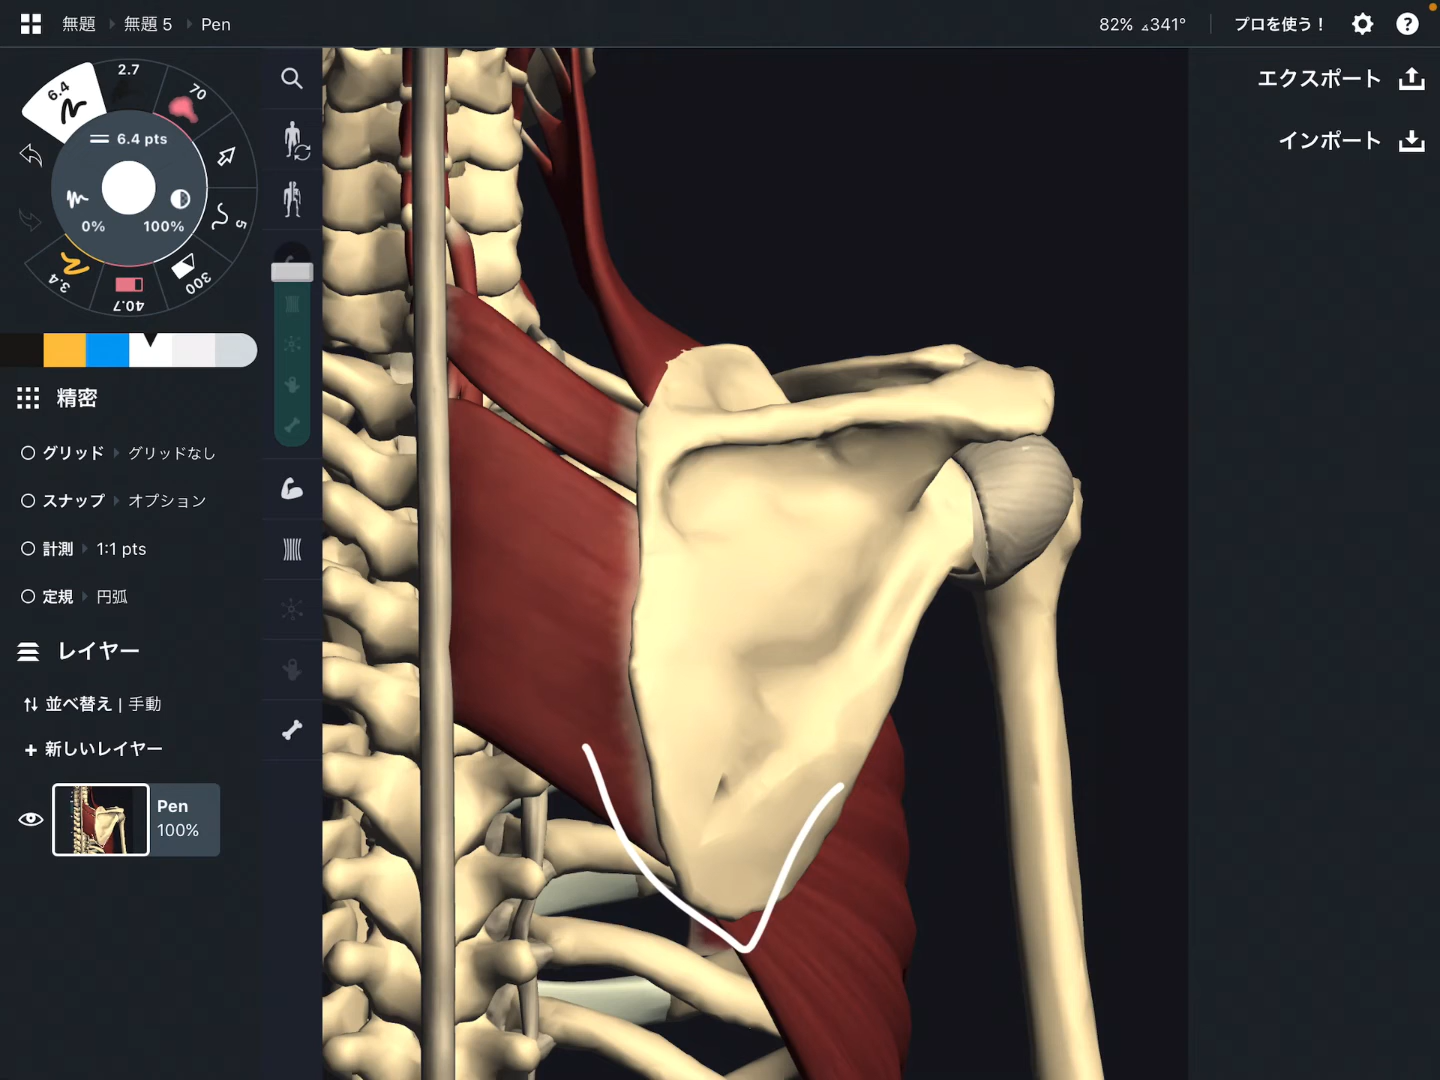 無題 無題 5 Pen
82% ⊿341° プロを使う!
エクスポート
インポート
6.4
2.7
70
5
300
40.7
3.4
6.4 pts
0% 100%
精密
グリッド グリッドなし
スナップ オプション
計測 1:1 pts
定規 円弧
レイヤー
並べ替え | 手動
+ 新しいレイヤー
Pen
100%